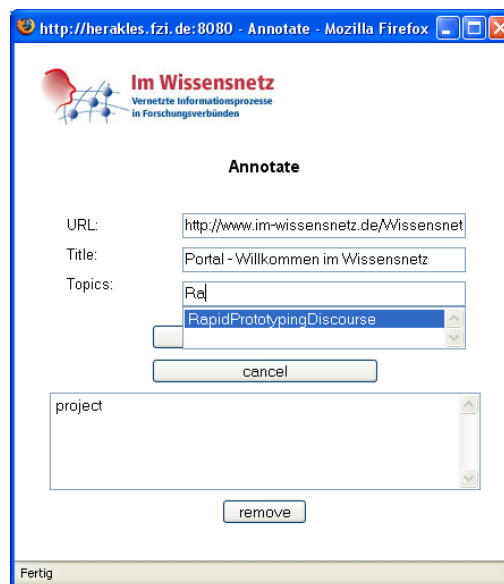 http://herakles.fzi.de:8080 - Annotate - Mozilla Firefox
Im Wissensnetz
Vernetzte Informationsprozesse
in Forschungsverbünden
Annotate
URL: http://www.im-wissensnetz.de/Wissensnet
Title: Portal - Willkommen im Wissensnetz
Topics: Ra
RapidPrototypingDiscourse
cancel
project
remove
Fertig